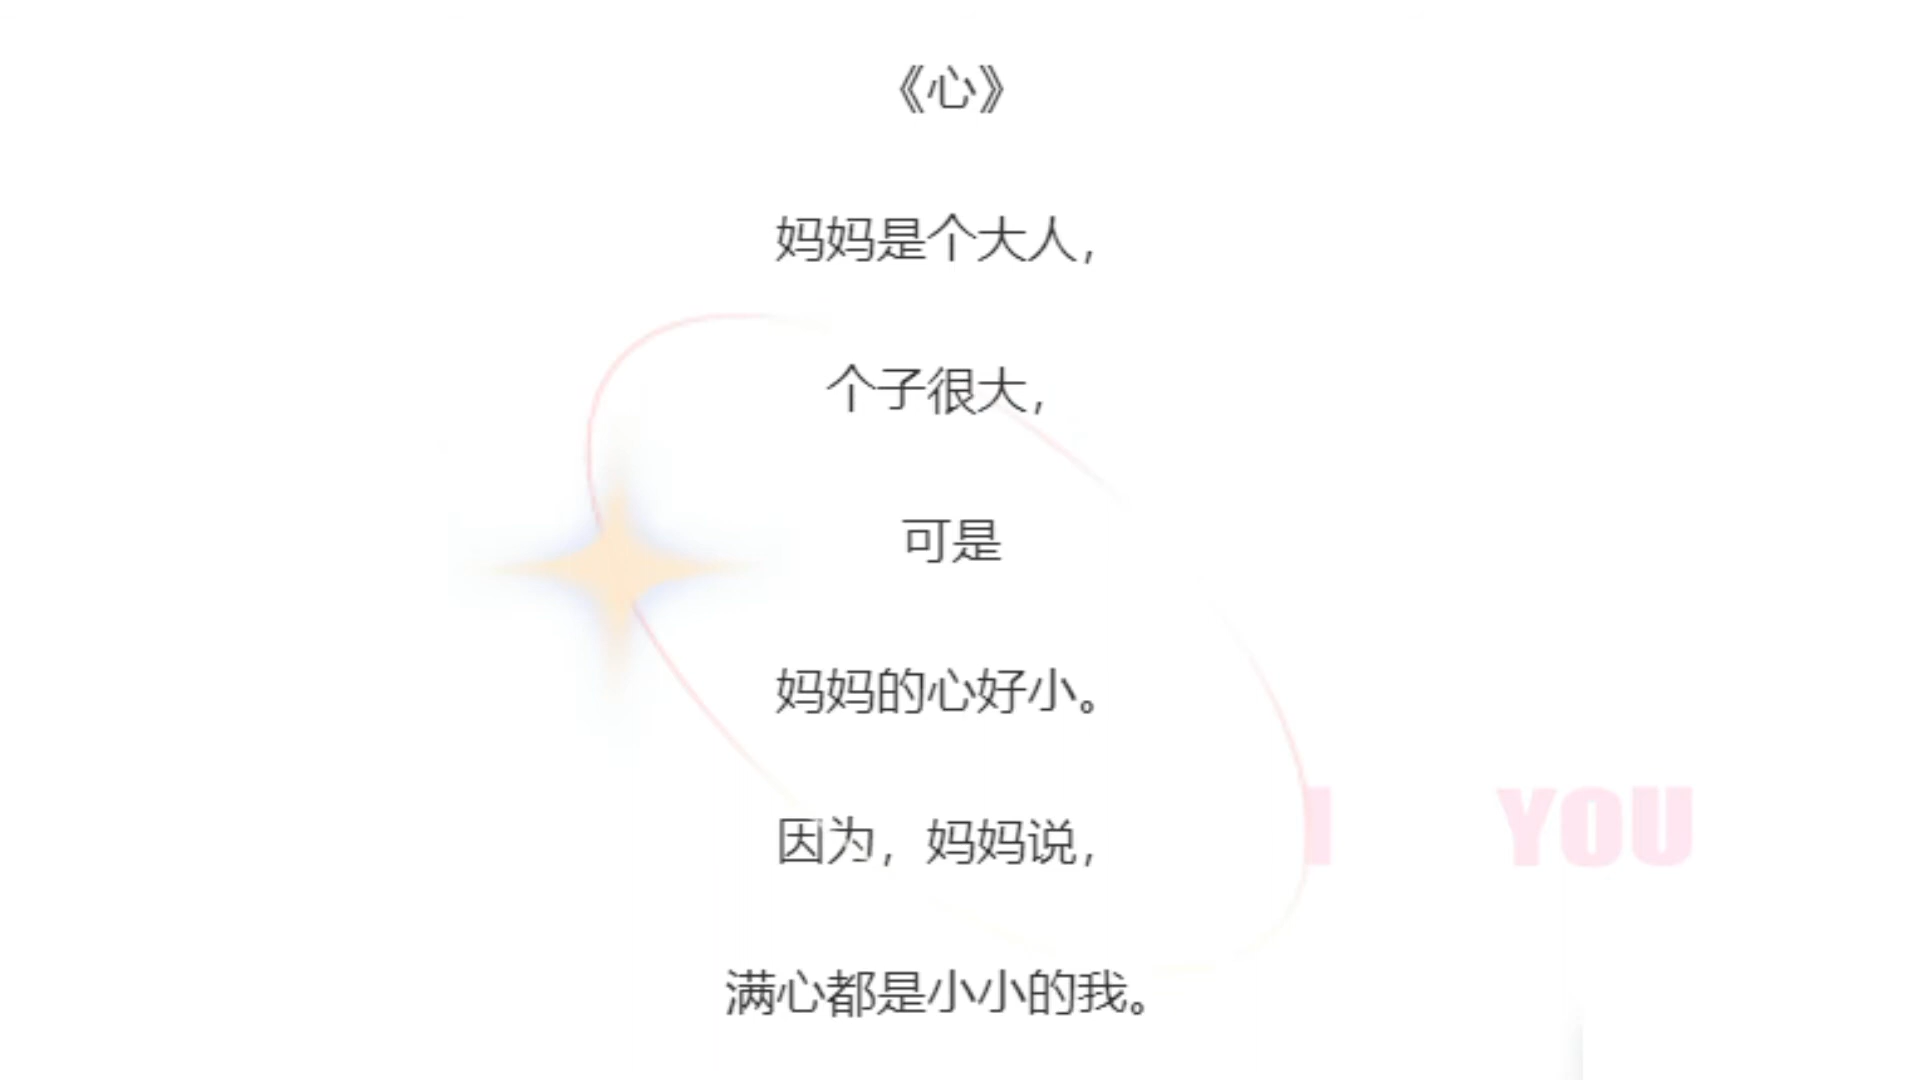 《心》
妈妈是个大人，
个子很大，
可是
妈妈的心好小。
因为，妈妈说，
I YOU
满心都是小小的我。